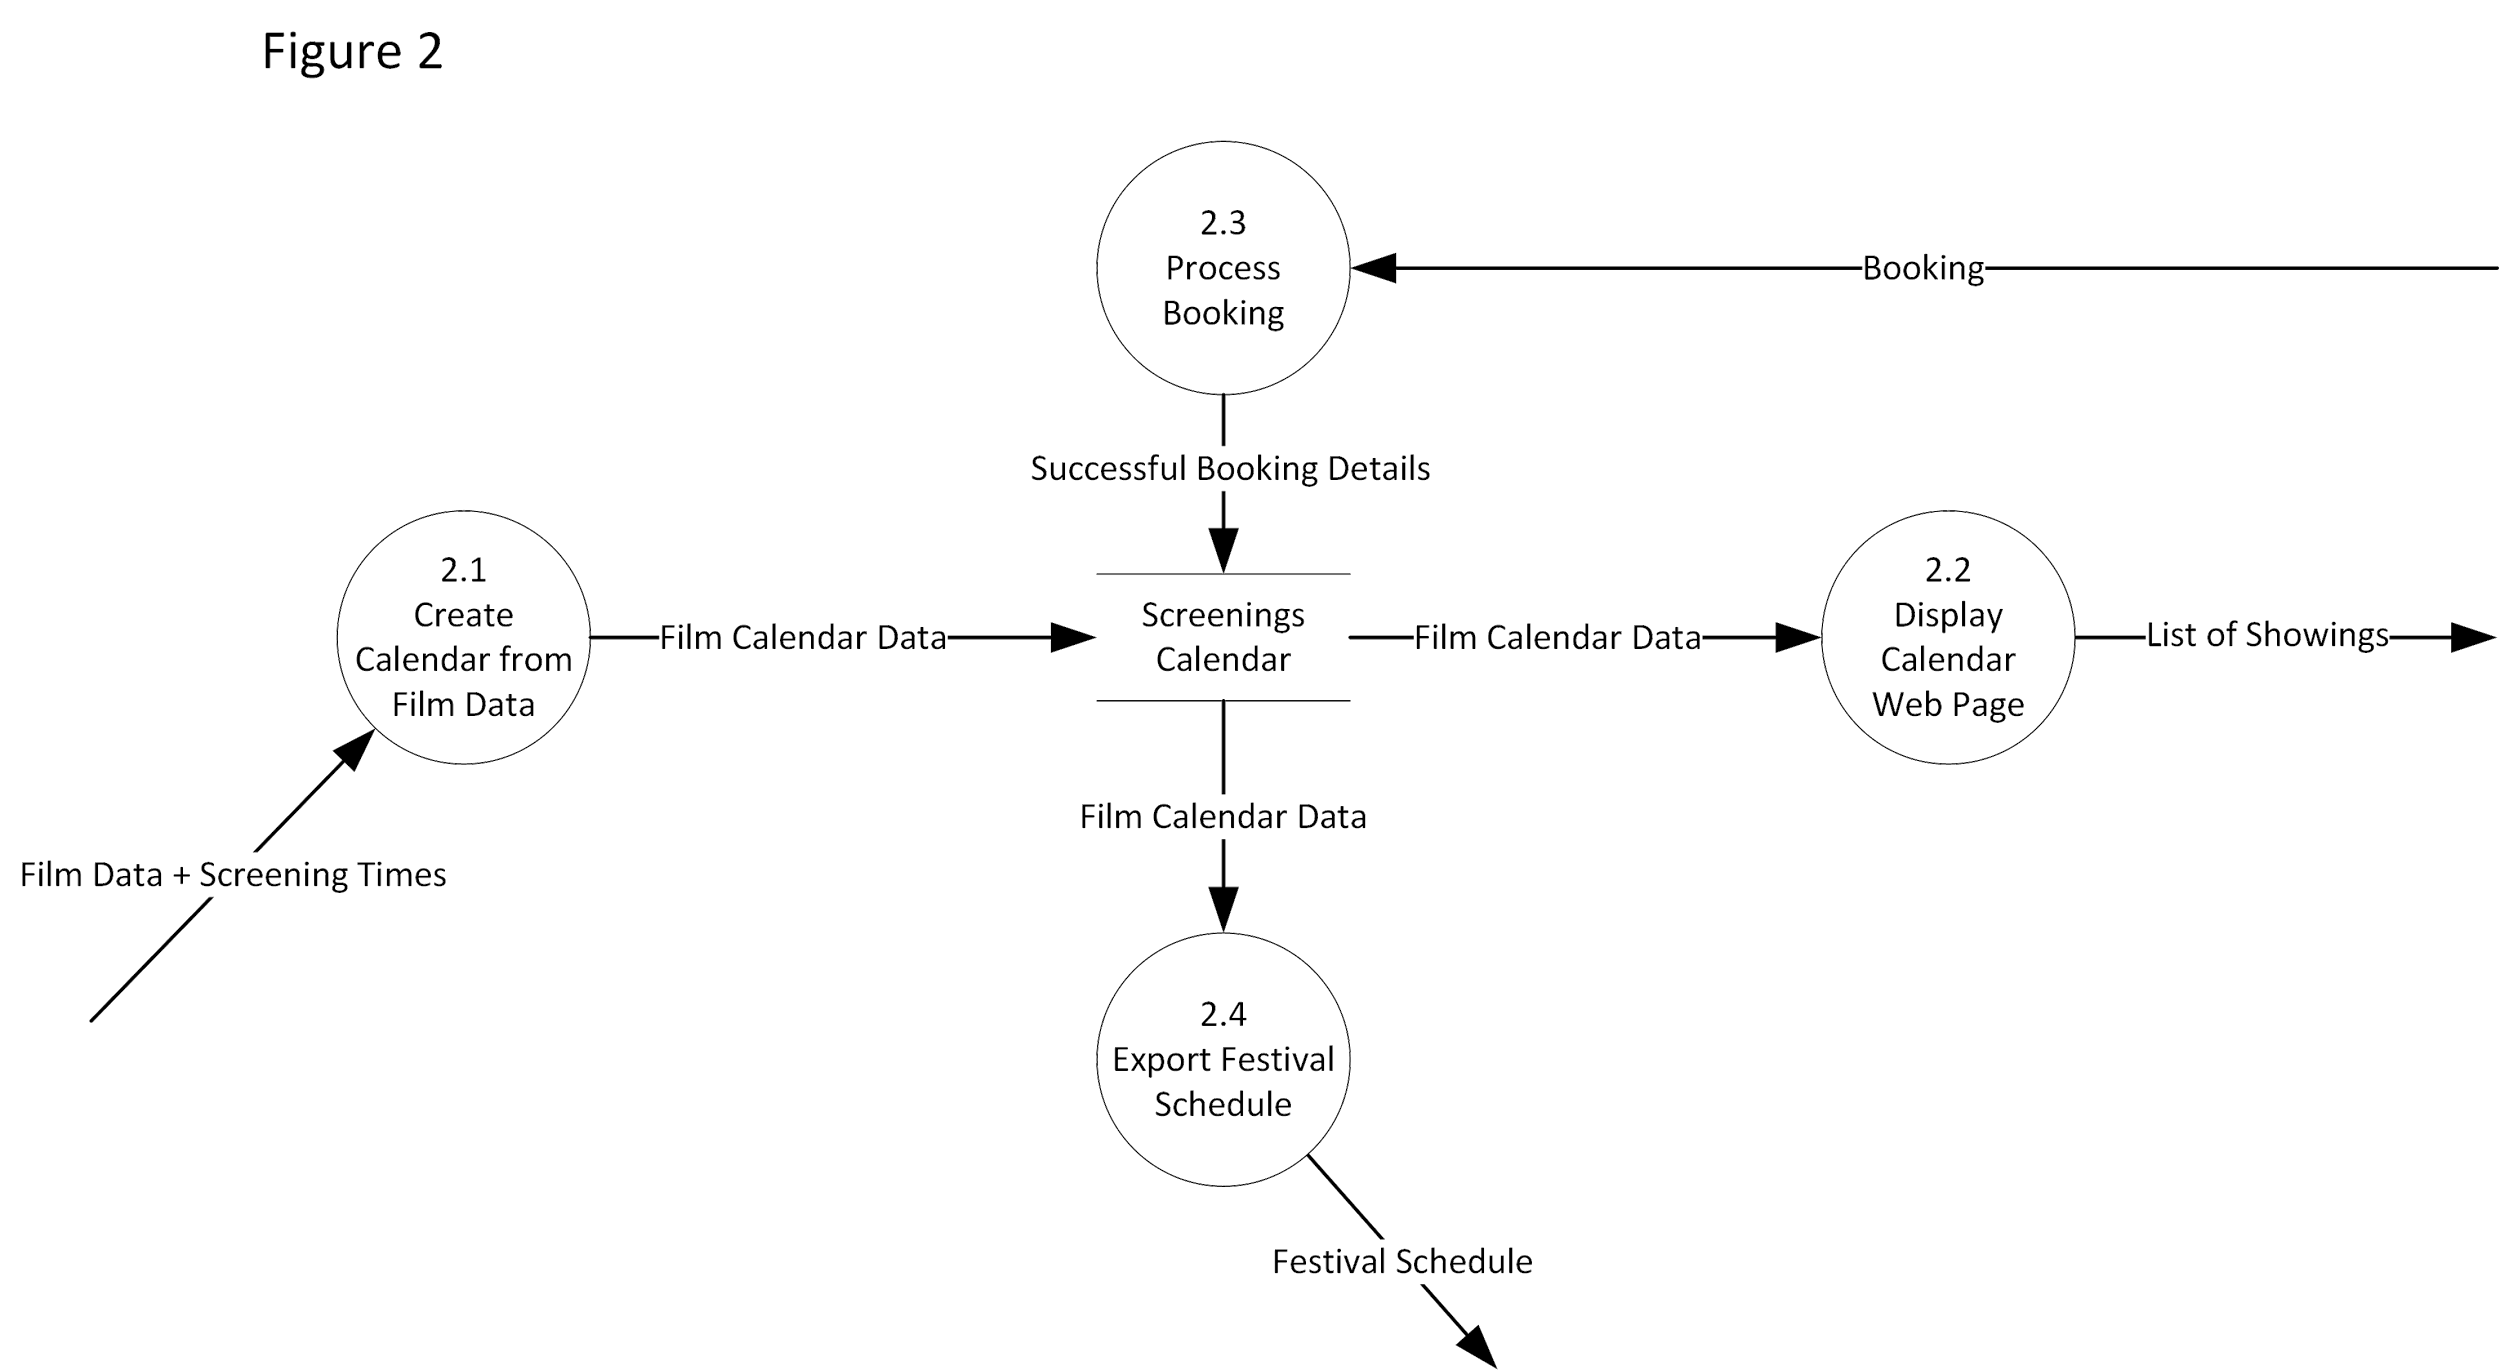 Figure 2
2.3
Process
Booking
Booking
Successful Booking Details
2.1
Create
Calendar from
Film Data
Film Calendar Data
Screenings
Calendar
Film Calendar Data
2.2
Display
Calendar
Web Page
List of Showings
Film Calendar Data
Film Data + Screening Times
2.4
Export Festival
Schedule
Festival Schedule